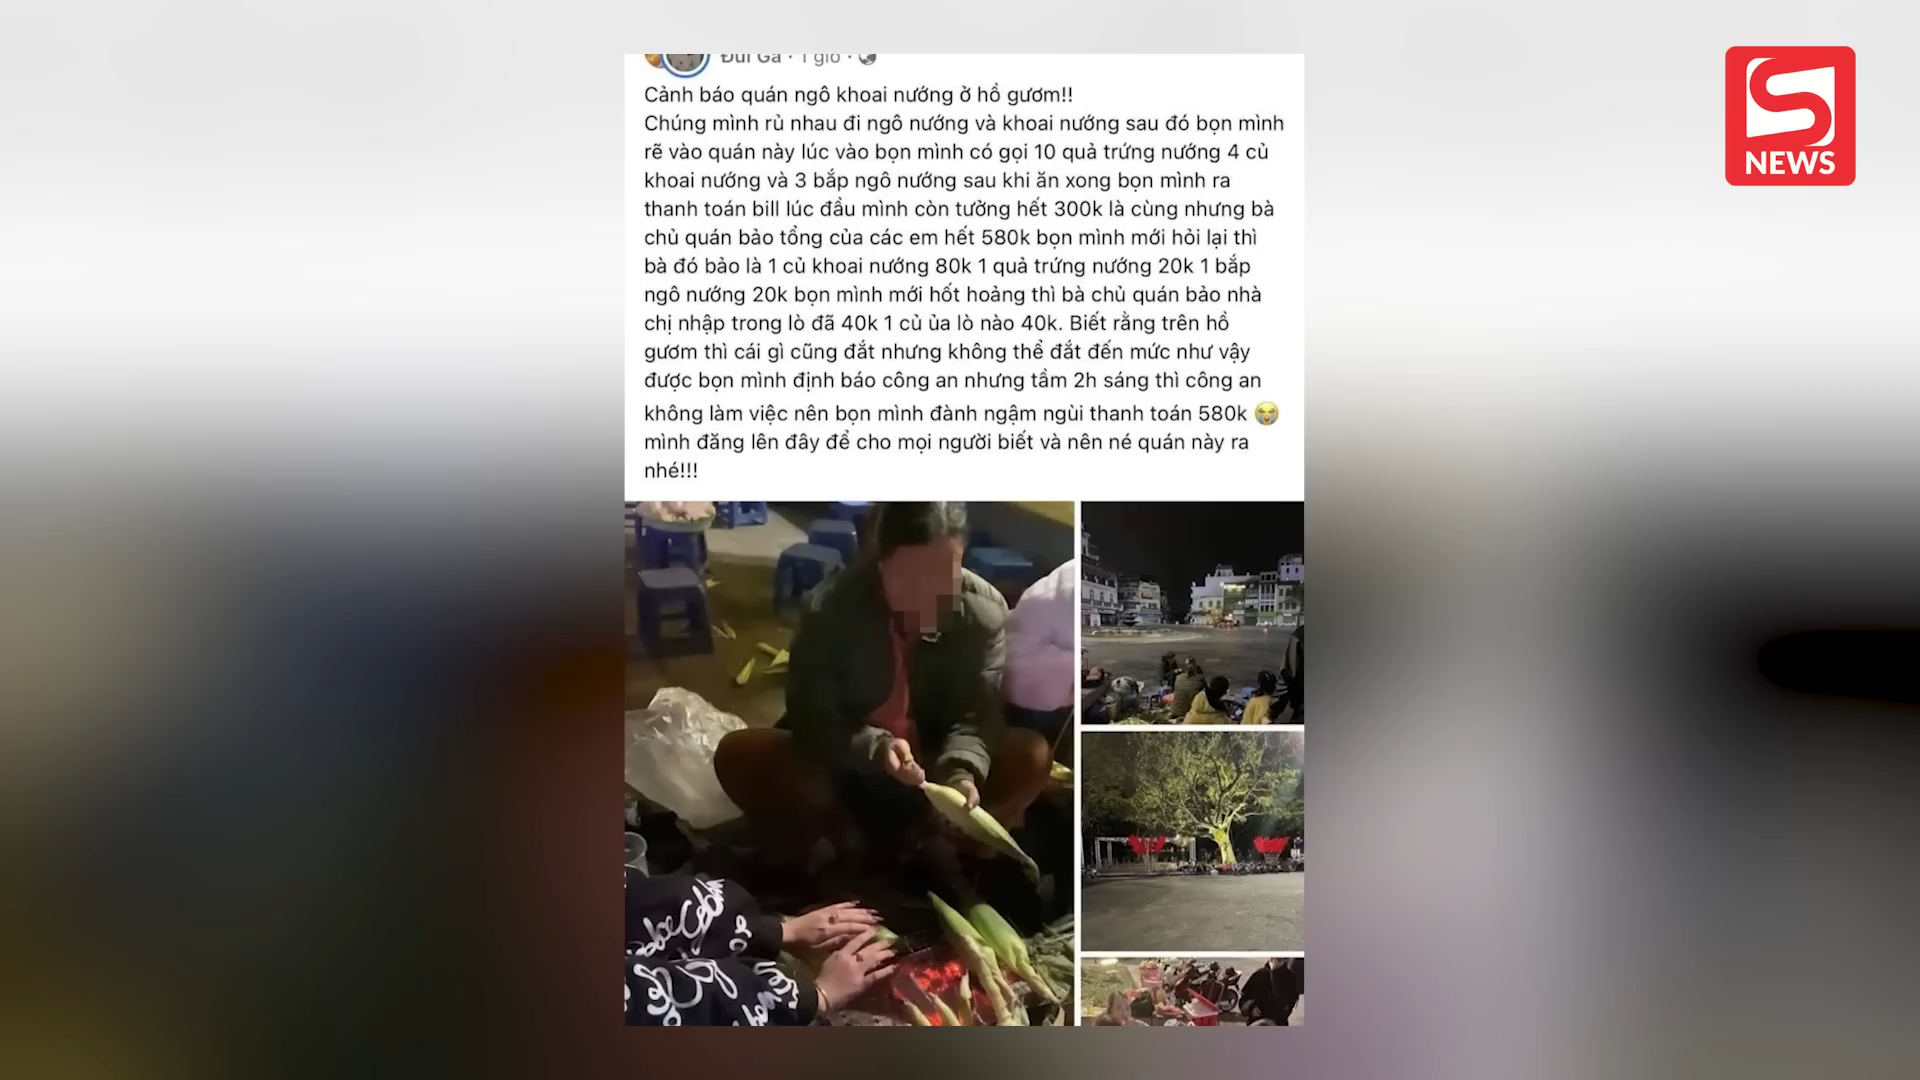 Đùi Gà · 1 giờ ·
S
NEWS
Cảnh báo quán ngô khoai nướng ở hồ gươm!!
Chúng mình rủ nhau đi ngô nướng và khoai nướng sau đó bọn mình
rẽ vào quán này lúc vào bọn mình có gọi 10 quả trứng nướng 4 củ
khoai nướng và 3 bắp ngô nướng sau khi ăn xong bọn mình ra
thanh toán bill lúc đầu mình còn tưởng hết 300k là cùng nhưng bà
chủ quán bảo tổng của các em hết 580k bọn mình mới hỏi lại thì
bà đó bảo là 1 củ khoai nướng 80k 1 quả trứng nướng 20k 1 bắp
ngô nướng 20k bọn mình mới hốt hoảng thì bà chủ quán bảo nhà
chị nhập trong lò đã 40k 1 củ ủa lò nào 40k. Biết rằng trên hồ
gươm thì cái gì cũng đắt nhưng không thể đắt đến mức như vậy
được bọn mình định báo công an nhưng tầm 2h sáng thì công an
không làm việc nên bọn mình đành ngậm ngùi thanh toán 580k 😭
mình đăng lên đây để cho mọi người biết và nên né quán này ra
nhé!!!